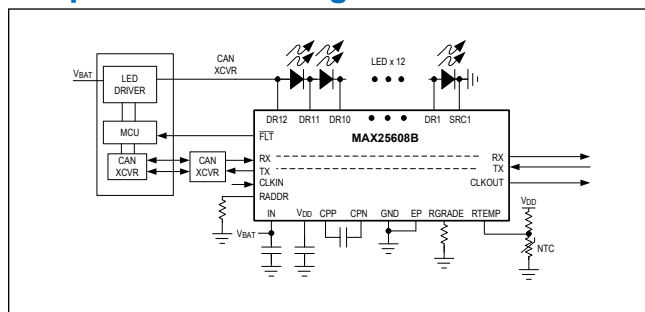 CAN
XCVR
LED x 12
VBAT
LED
DRIVER
DR12
DR11
DR10
DR1
SRC1
MCU
FLT
MAX25608B
CAN
XCVR
CAN
XCVR
RX
TX
CLKIN
RADDR
RX
TX
CLKOUT
IN
VDD
CPP
CPN
GND
EP
RGRADE
RTEMP
VDD
VBAT
NTC